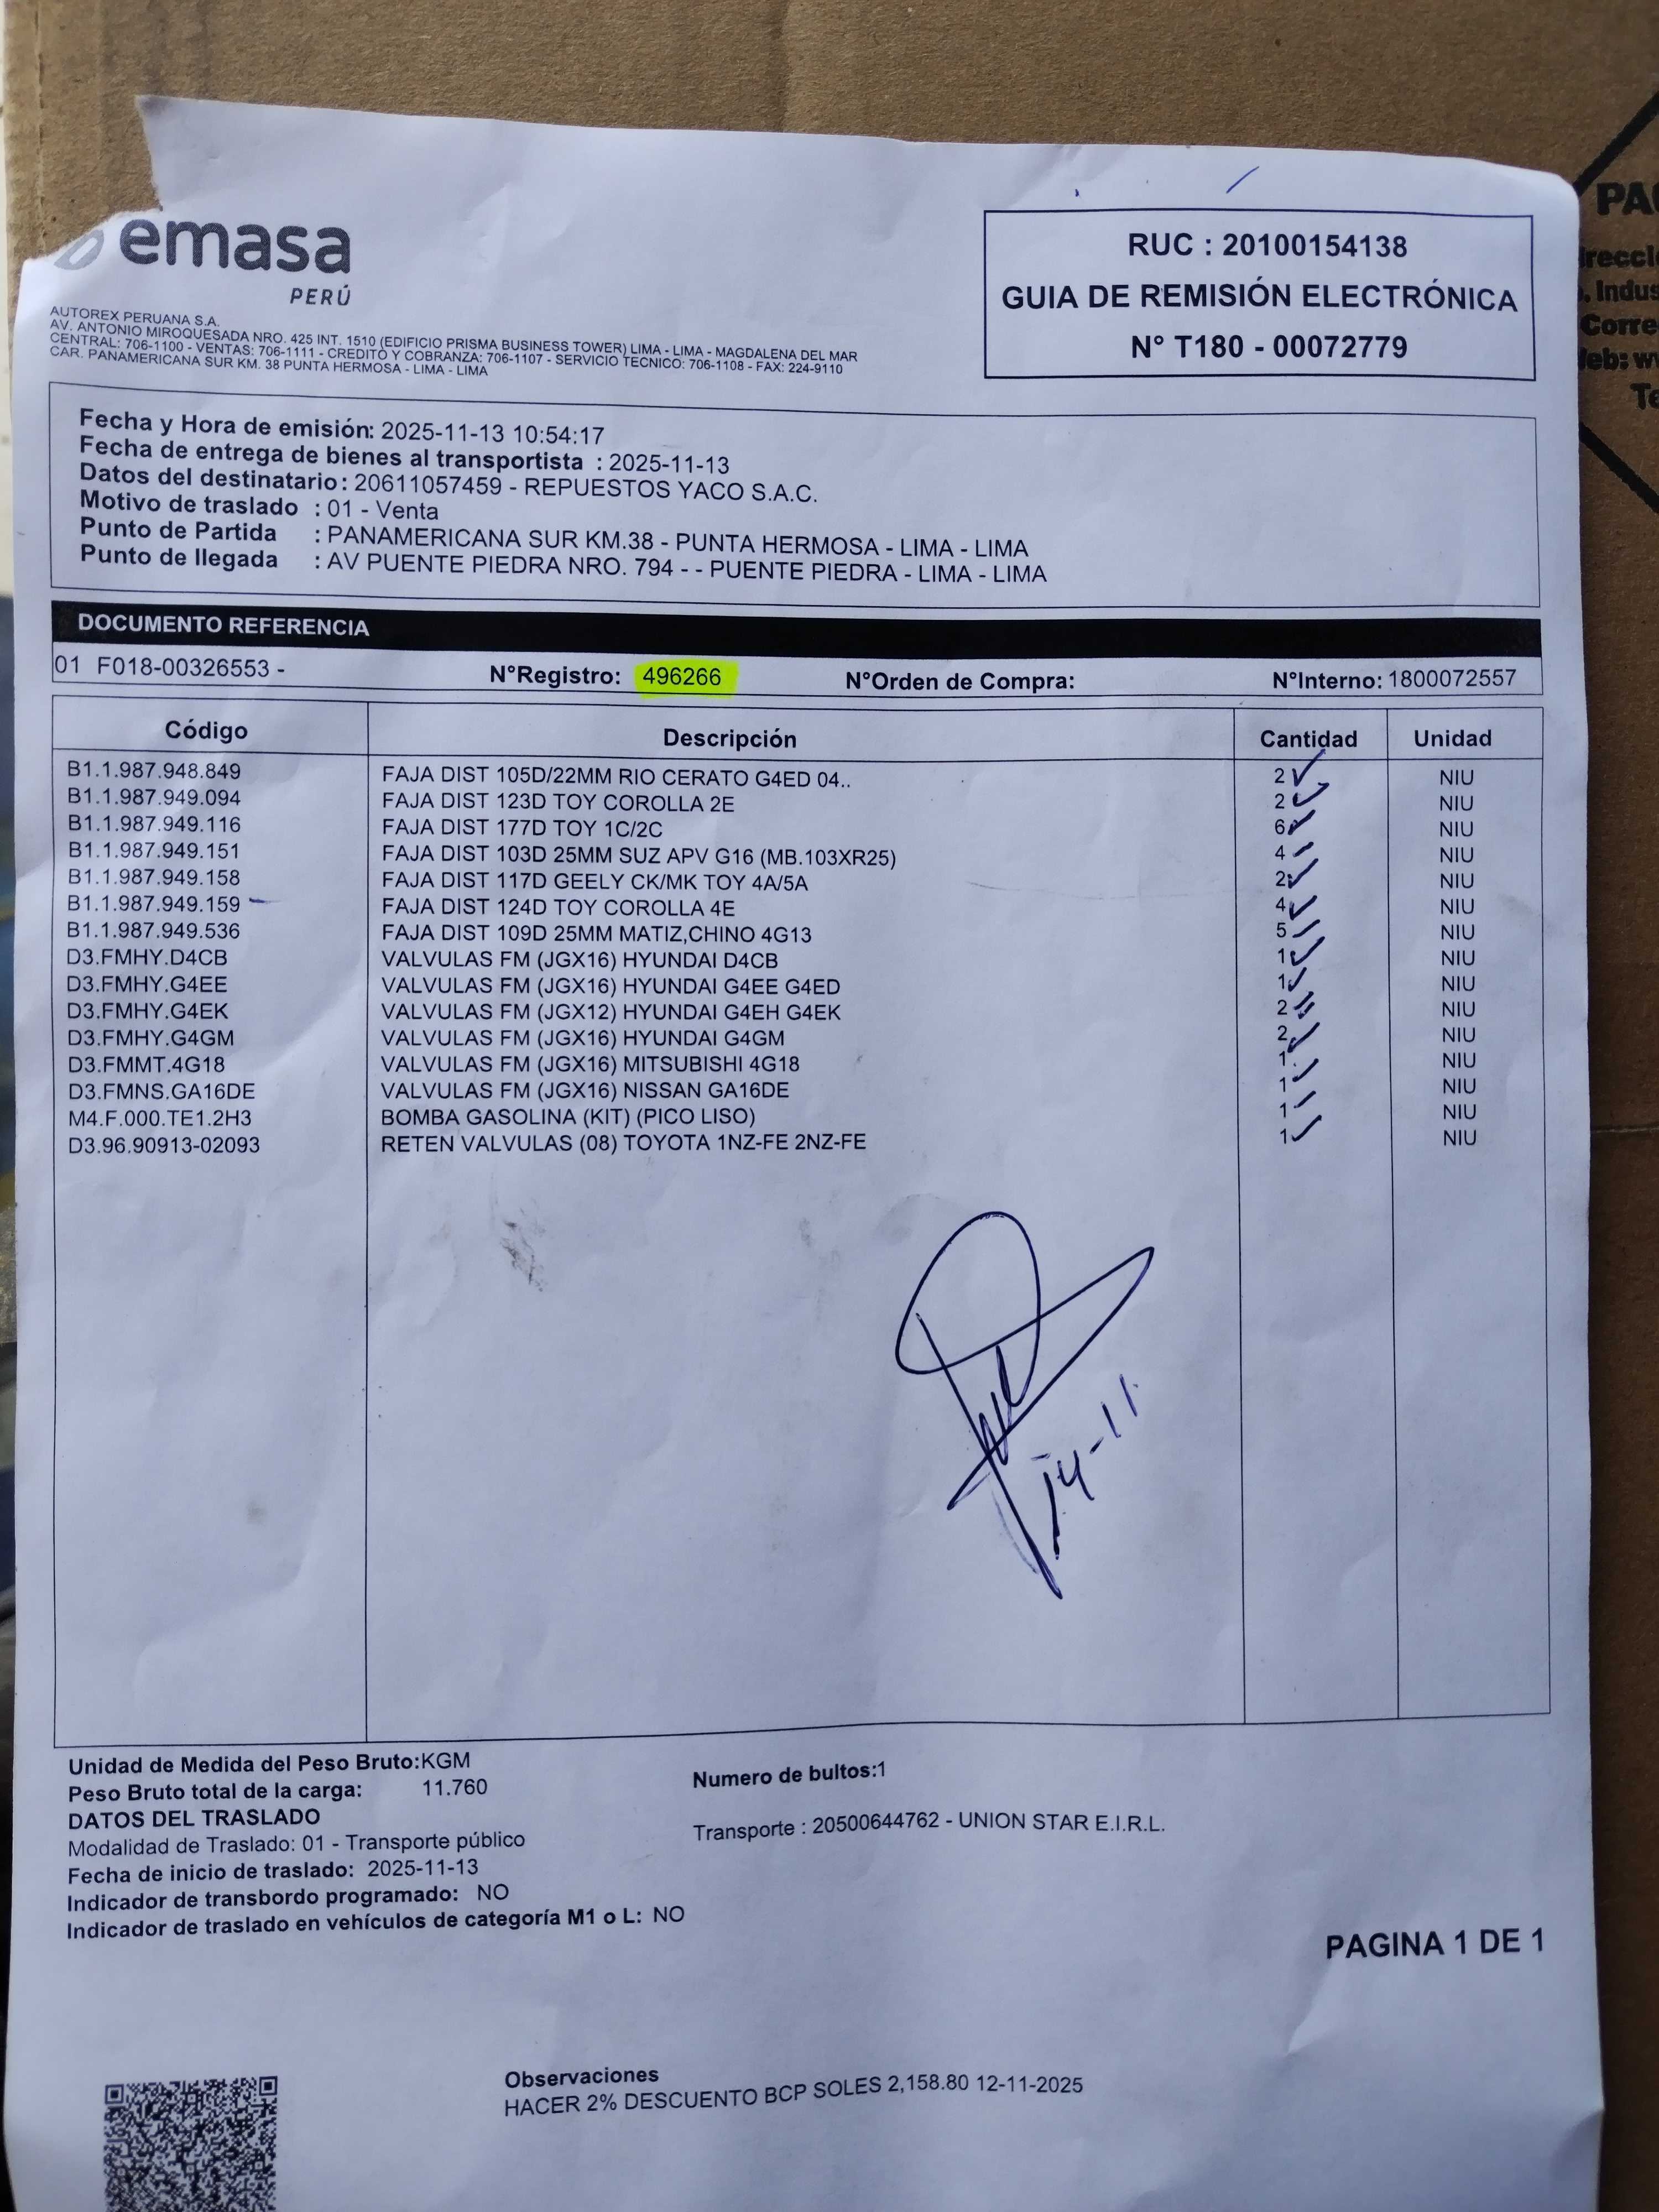 emasa
PERÚ
AUTOREX PERUANA S.A.
AV. ANTONIO MIROQUESADA NRO. 425 INT. 1510 (EDIFICIO PRISMA BUSINESS TOWER) LIMA - LIMA - MAGDALENA DEL MAR
CENTRAL: 706-1100 - VENTAS: 706-1111 - CREDITO Y COBRANZA: 706-1107 - SERVICIO TECNICO: 706-1108 - FAX: 224-9110
CAR. PANAMERICANA SUR KM. 38 PUNTA HERMOSA - LIMA - LIMA
RUC : 20100154138
GUIA DE REMISIÓN ELECTRÓNICA
N° T180 - 00072779
Fecha y Hora de emisión: 2025-11-13 10:54:17
Fecha de entrega de bienes al transportista : 2025-11-13
Datos del destinatario: 20611057459 - REPUESTOS YACO S.A.C.
Motivo de traslado : 01 - Venta
Punto de Partida : PANAMERICANA SUR KM.38 - PUNTA HERMOSA - LIMA - LIMA
Punto de llegada : AV PUENTE PIEDRA NRO. 794 - - PUENTE PIEDRA - LIMA - LIMA
DOCUMENTO REFERENCIA
01 F018-00326553 - N°Registro: 496266 N°Orden de Compra: N°Interno: 1800072557
Código Descripción Cantidad Unidad
B1.1.987.948.849 FAJA DIST 105D/22MM RIO CERATO G4ED 04.. 2 NIU
B1.1.987.949.094 FAJA DIST 123D TOY COROLLA 2E 2 NIU
B1.1.987.949.116 FAJA DIST 177D TOY 1C/2C 6 NIU
B1.1.987.949.151 FAJA DIST 103D 25MM SUZ APV G16 (MB.103XR25) 4 NIU
B1.1.987.949.158 FAJA DIST 117D GEELY CK/MK TOY 4A/5A 2 NIU
B1.1.987.949.159 FAJA DIST 124D TOY COROLLA 4E 4 NIU
B1.1.987.949.536 FAJA DIST 109D 25MM MATIZ,CHINO 4G13 5 NIU
D3.FMHY.D4CB VALVULAS FM (JGX16) HYUNDAI D4CB 1 NIU
D3.FMHY.G4EE VALVULAS FM (JGX16) HYUNDAI G4EE G4ED 1 NIU
D3.FMHY.G4EK VALVULAS FM (JGX12) HYUNDAI G4EH G4EK 2 NIU
D3.FMHY.G4GM VALVULAS FM (JGX16) HYUNDAI G4GM 2 NIU
D3.FMMT.4G18 VALVULAS FM (JGX16) MITSUBISHI 4G18 1 NIU
D3.FMNS.GA16DE VALVULAS FM (JGX16) NISSAN GA16DE 1 NIU
M4.F.000.TE1.2H3 BOMBA GASOLINA (KIT) (PICO LISO) 1 NIU
D3.96.90913-02093 RETEN VALVULAS (08) TOYOTA 1NZ-FE 2NZ-FE 1 NIU
14-11
Unidad de Medida del Peso Bruto:KGM
Peso Bruto total de la carga: 11.760
Numero de bultos:1
DATOS DEL TRASLADO
Modalidad de Traslado: 01 - Transporte público
Transporte : 20500644762 - UNION STAR E.I.R.L.
Fecha de inicio de traslado: 2025-11-13
Indicador de transbordo programado: NO
Indicador de traslado en vehículos de categoría M1 o L: NO
PAGINA 1 DE 1
Observaciones
HACER 2% DESCUENTO BCP SOLES 2,158.80 12-11-2025